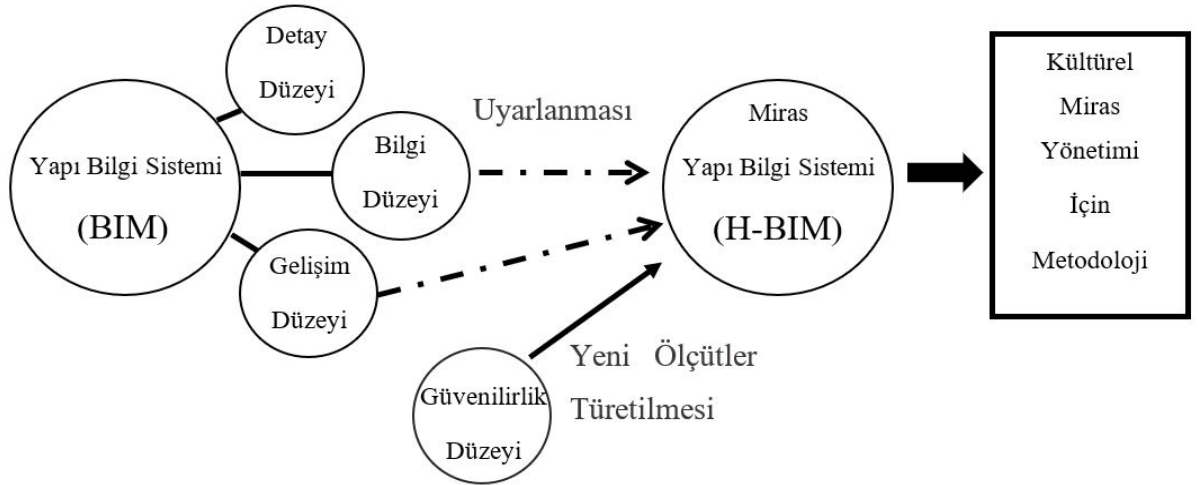 Detay
Düzeyi
Yapı Bilgi Sistemi
(BIM)
Bilgi
Düzeyi
Gelişim
Düzeyi
Uyarlanması
Miras
Yapı Bilgi Sistemi
(H-BIM)
Güvenilirlik
Düzeyi
Yeni Ölçütler
Türetilmesi
Kültürel
Miras
Yönetimi
İçin
Metodoloji